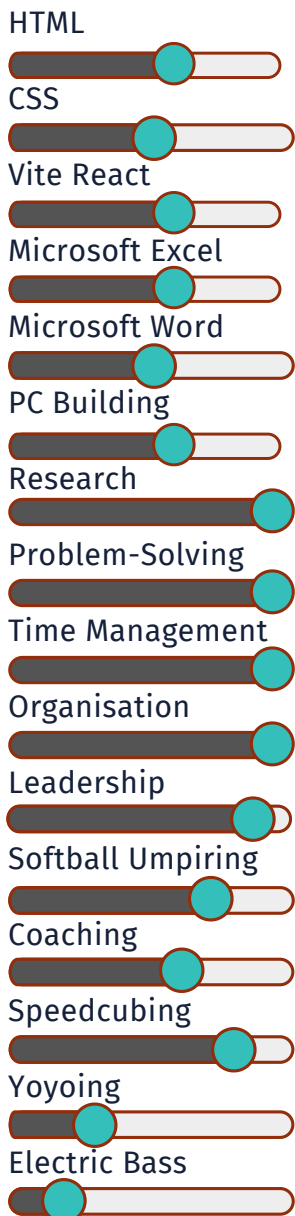 HTML
CSS
Vite React
Microsoft Excel
Microsoft Word
PC Building
Research
Problem-Solving
Time Management
Organisation
Leadership
Softball Umpiring
Coaching
Speedcubing
Yoyoing
Electric Bass